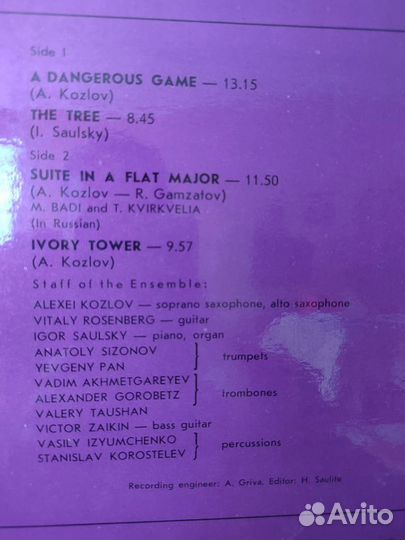 Side 1
A DANGEROUS GAME — 13.15
(A. Kozlov)
THE TREE — 8.45
(I. Saulsky)
Side 2
SUITE IN A FLAT MAJOR — 11.50
(A. Kozlov — R. Gamzatov)
M. BADI and T. KVIRKVELIA
(In Russian)
IVORY TOWER — 9.57
(A. Kozlov)
Staff of the Ensemble:
ALEXEI KOZLOV — soprano saxophone, alto saxophone
VITALY ROSENBERG — guitar
IGOR SAULSKY — piano, organ
ANATOLY SIZONOV
YEVGENY PAN
trumpets
VADIM AKHMETGAREYEV
ALEXANDER GOROBETZ
trombones
VALERY TAUSHAN
VICTOR ZAIKIN — bass guitar
VASILY IZYUMCHENKO
STANISLAV KOROSTELEV
percussions
Recording engineer: A. Griva, Editor: H. Saulite
Avito